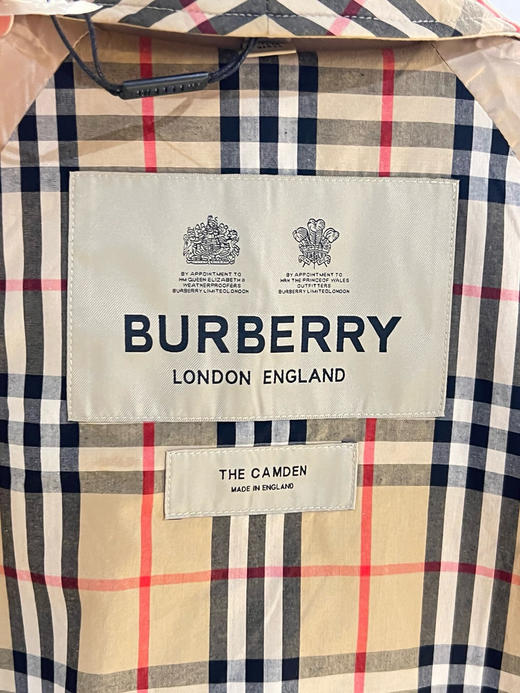 BY APPOINTMENT TO
HM QUEEN ELIZABETH II
WEATHERPROOFERS
BURBERRY LIMITED LONDON
BY APPOINTMENT TO
HRH THE PRINCE OF WALES
OUTFITTERS
BURBERRY LIMITED LONDON
BURBERRY
LONDON ENGLAND
THE CAMDEN
MADE IN ENGLAND